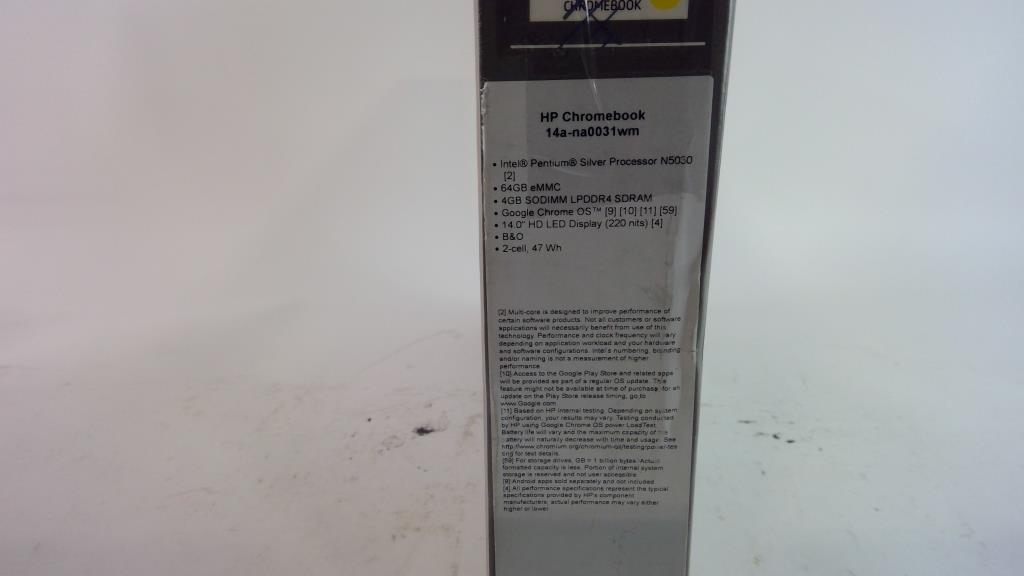 CHROMEBOOK
HP Chromebook
14a-na0031wm
• Intel® Pentium® Silver Processor N5030
[2]
• 64GB eMMC
• 4GB SODIMM LPDDR4 SDRAM
• Google Chrome OS™ [9] [10] [11] [59]
• 14.0" HD LED Display (220 nits) [4]
• B&O
• 2-cell, 47 Wh
[2] Multi-core is designed to improve performance of
certain software products. Not all customers or software
applications will necessarily benefit from use of this
technology. Performance and clock frequency will vary
depending on application workload and your hardware
and software configurations. Intel's numbering, branding
and/or naming is not a measurement of higher
performance.
[10] Access to the Google Play Store and related apps
will be provided as part of a regular OS update. This
feature might not be available at time of purchase, for an
update on the Play Store release timing, go to
www.Google.com
[11] Based on HP internal testing. Depending on system
configuration, your results may vary. Testing conducted
by HP using Google Chrome OS power LoadTest.
Battery life will vary and the maximum capacity of the
battery will naturally decrease with time and usage. See
http://www.chromium.org/chromium-os/testing/power-tes
ting for test details.
[59] For storage drives, GB = 1 billion bytes. Actual
formatted capacity is less. Portion of internal system
storage is reserved and not user accessible.
[9] Android apps sold separately and not included
[4] All performance specifications represent the typical
specifications provided by HP's component
manufacturers; actual performance may vary either
higher or lower.